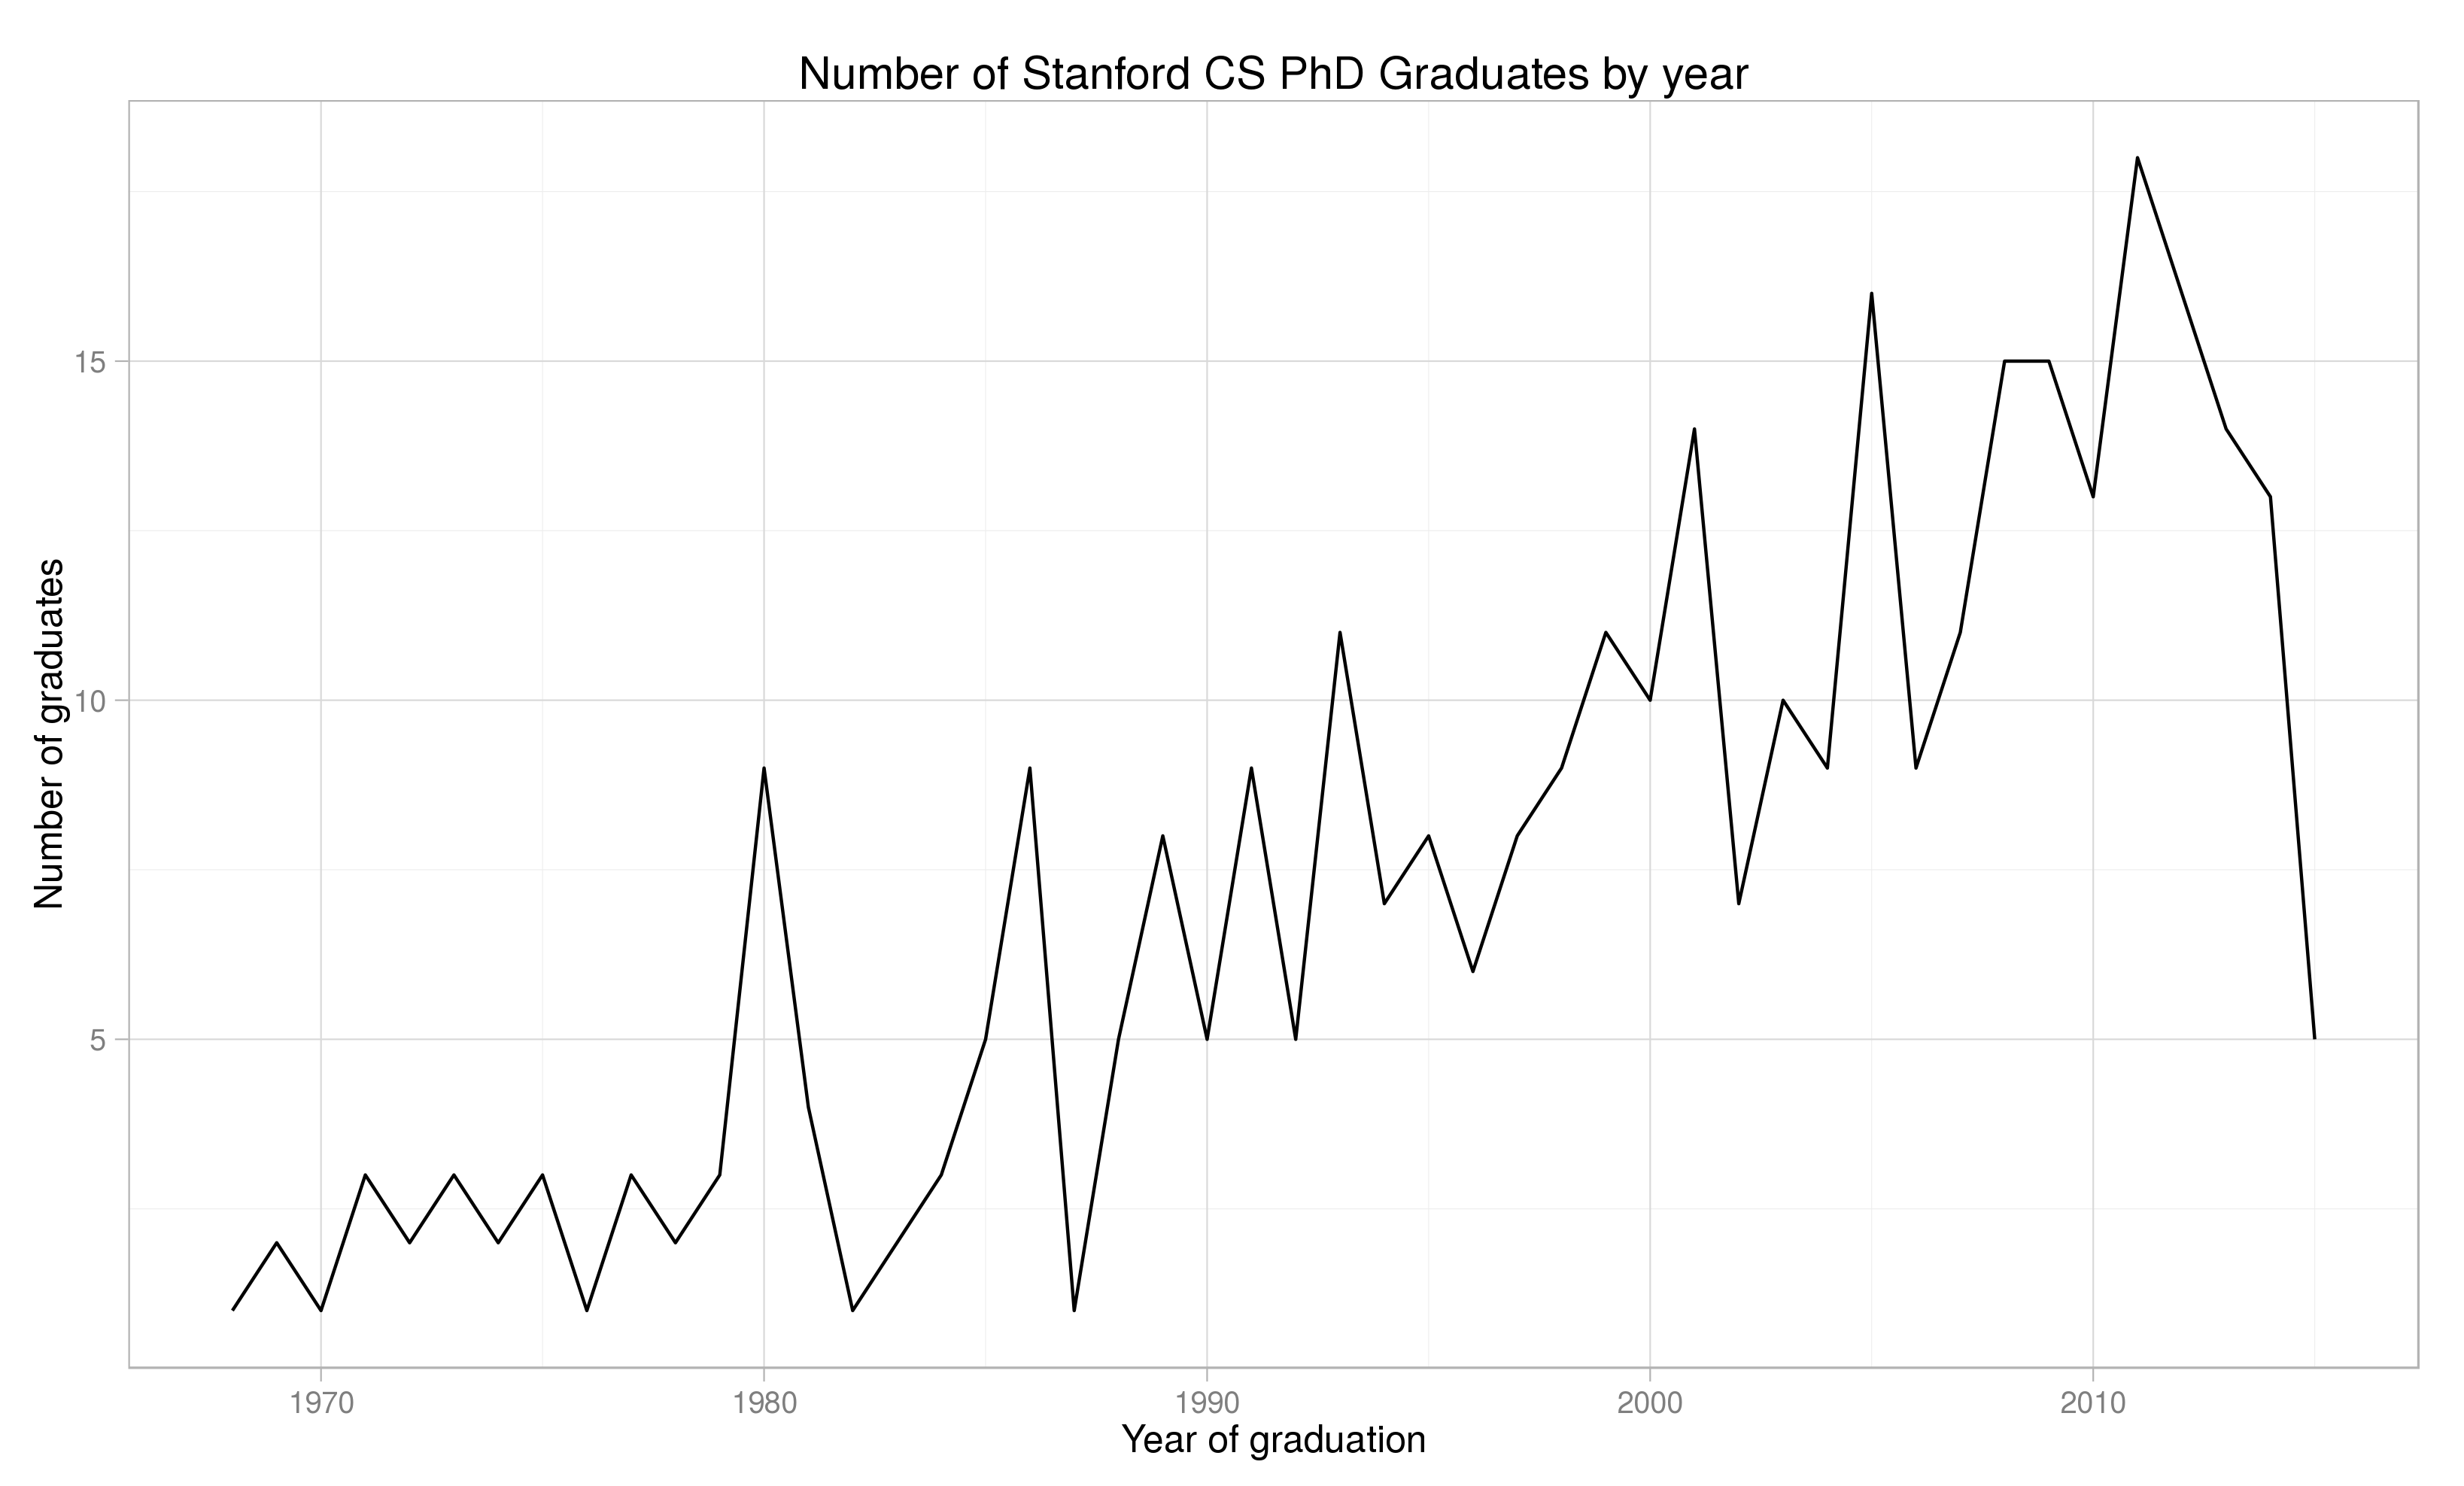 Number of Stanford CS PhD Graduates by year
Number of graduates
15
10
5
1970
1980
1990
2000
2010
Year of graduation